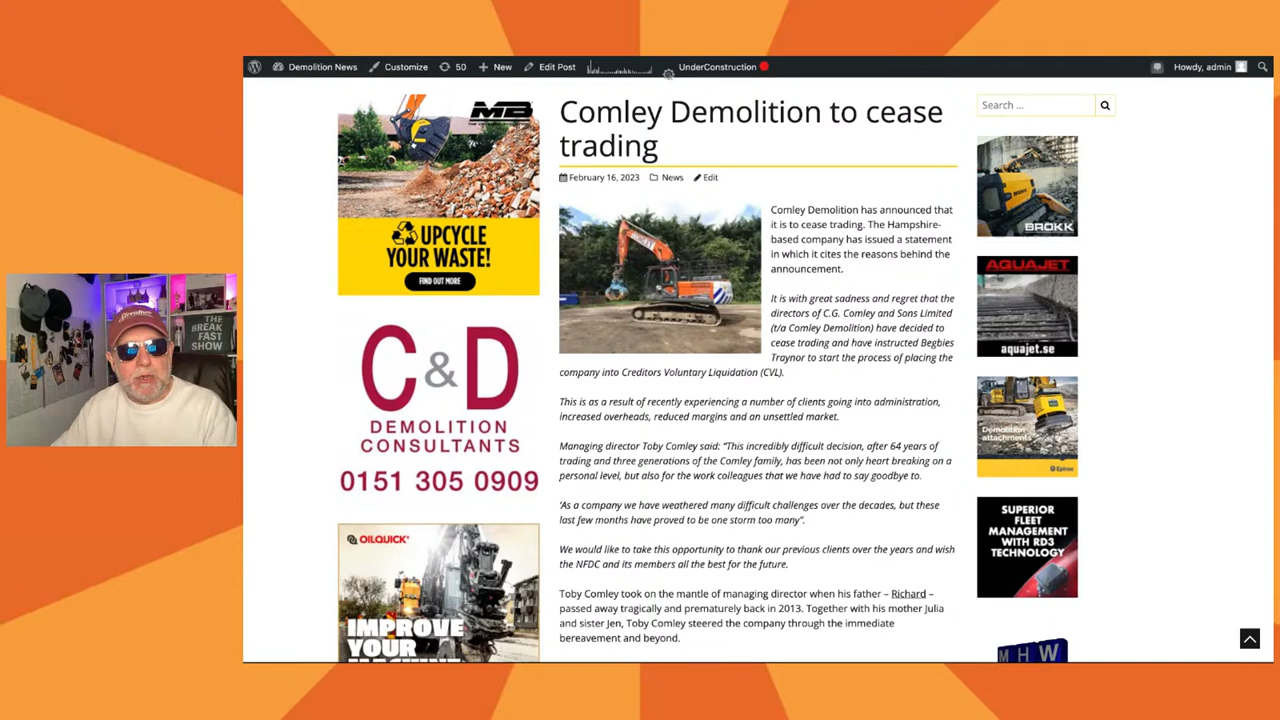 Demolition News
Customize
50
New
Edit Post
UnderConstruction
Howdy, admin
THE
BREAK
FAST
SHOW
MB
UPCYCLE
YOUR WASTE!
FIND OUT MORE
C&D
DEMOLITION
CONSULTANTS
0151 305 0909
OILQUICK
IMPROVE
YOUR
Comley Demolition to cease
trading
February 16, 2023 News Edit
Comley Demolition has announced that
it is to cease trading. The Hampshire-
based company has issued a statement
in which it cites the reasons behind the
announcement.
It is with great sadness and regret that the
directors of C.G. Comley and Sons Limited
(t/a Comley Demolition) have decided to
cease trading and have instructed Begbies
Traynor to start the process of placing the
company into Creditors Voluntary Liquidation (CVL).
This is as a result of recently experiencing a number of clients going into administration,
increased overheads, reduced margins and an unsettled market.
Managing director Toby Comley said: “This incredibly difficult decision, after 64 years of
trading and three generations of the Comley family, has been not only heart breaking on a
personal level, but also for the work colleagues that we have had to say goodbye to.
‘As a company we have weathered many difficult challenges over the decades, but these
last few months have proved to be one storm too many”.
We would like to take this opportunity to thank our previous clients over the years and wish
the NFDC and its members all the best for the future.
Toby Comley took on the mantle of managing director when his father – Richard –
passed away tragically and prematurely back in 2013. Together with his mother Julia
and sister Jen, Toby Comley steered the company through the immediate
bereavement and beyond.
Search ...
BROKK
AQUAJET
aquajet.se
Demolition
attachments
Epiroc
SUPERIOR
FLEET
MANAGEMENT
WITH RD3
TECHNOLOGY
M H W